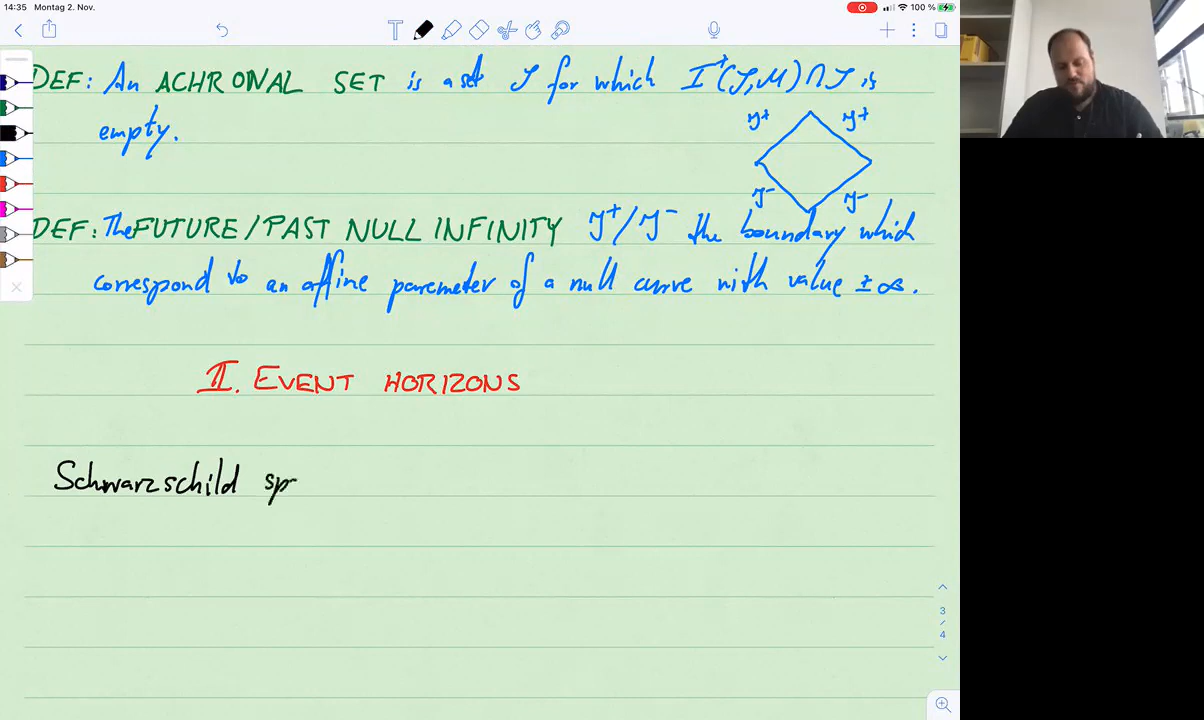 14:35 Montag 2. Nov. 100 %
DEF: An ACHRONAL SET is a set 𝒮 for which I⁺(𝒮,M) ∩ 𝒮 is
empty.
𝒥⁺ 𝒥⁺
𝒥⁻ 𝒥⁻
DEF: The FUTURE/PAST NULL INFINITY 𝒥⁺/𝒥⁻ the boundary which
correspond to an affine paremeter of a null curve with value ±∞.
II. EVENT HORIZONS
Schwarzschild sp
3
/
4